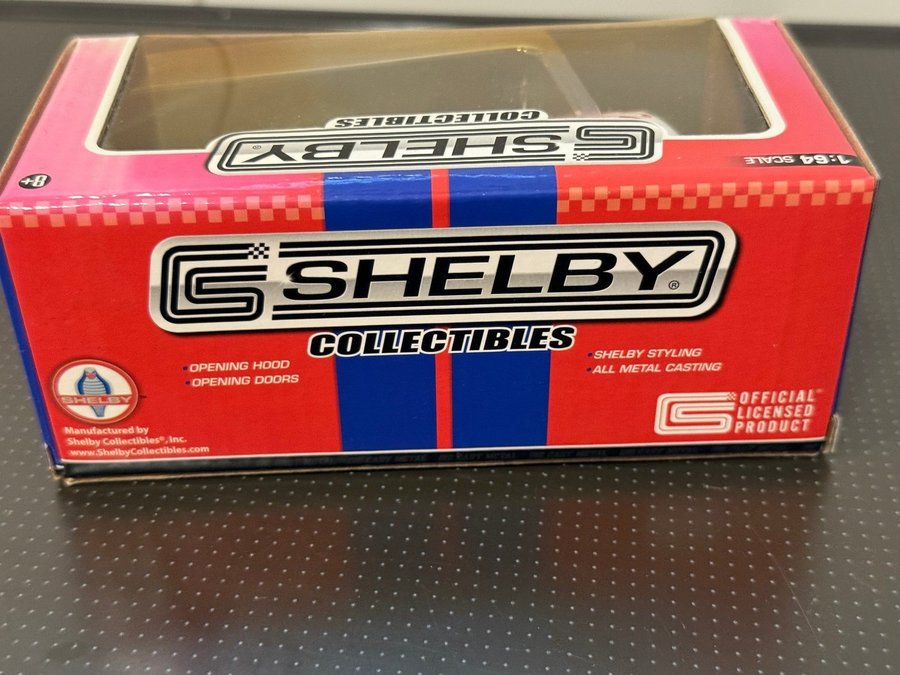 COLLECTIBLES
SHELBY®
1:64 SCALE
8+
SHELBY®
COLLECTIBLES
•OPENING HOOD
•OPENING DOORS
•SHELBY STYLING
•ALL METAL CASTING
SHELBY
Manufactured by
Shelby Collectibles®, Inc.
www.ShelbyCollectibles.com
OFFICIAL
LICENSED
PRODUCT